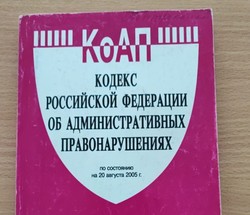 КоАП
КОДЕКС
РОССИЙСКОЙ ФЕДЕРАЦИИ
ОБ АДМИНИСТРАТИВНЫХ
ПРАВОНАРУШЕНИЯХ
по состоянию
на 20 августа 2005 г.